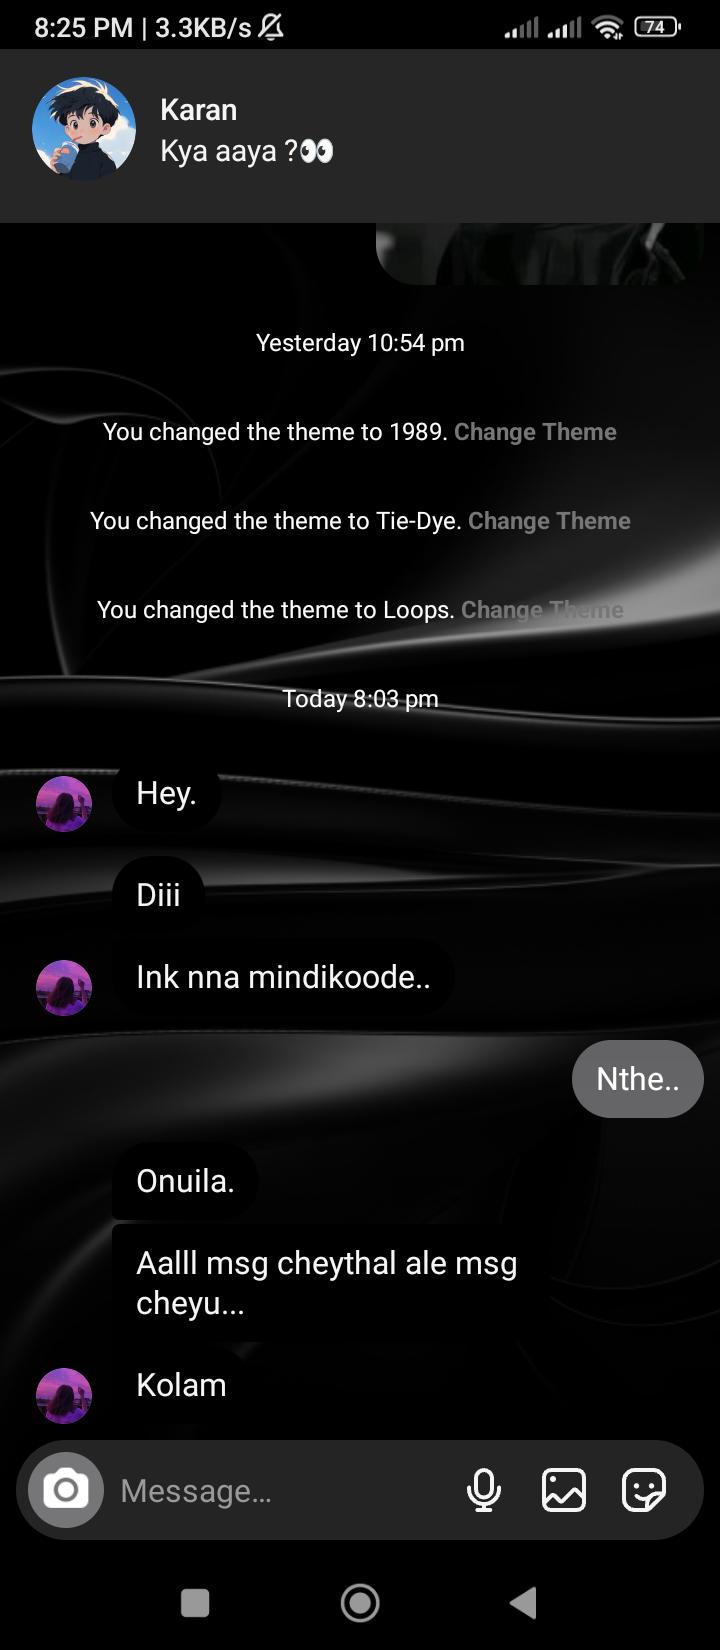 8:25 PM | 3.3KB/s
74
Karan
Kya aaya ?👀
Yesterday 10:54 pm
You changed the theme to 1989. Change Theme
You changed the theme to Tie-Dye. Change Theme
You changed the theme to Loops. Change Theme
Today 8:03 pm
Hey.
Diii
Ink nna mindikoode..
Nthe..
Onuila.
Aalll msg cheythal ale msg
cheyu...
Kolam
Message...